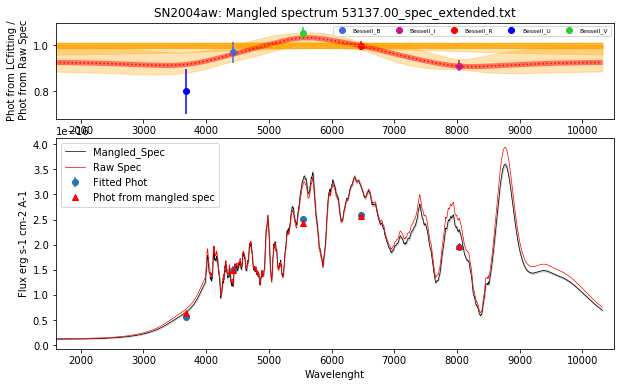 SN2004aw: Mangled spectrum 53137.00_spec_extended.txt
Phot from LCfitting /
Phot from Raw Spec
1.0
0.8
Bessell_B
Bessell_I
Bessell_R
Bessell_U
Bessell_V
2000 3000 4000 5000 6000 7000 8000 9000 10000
1e−16
Flux erg s-1 cm-2 A-1
4.0
3.5
3.0
2.5
2.0
1.5
1.0
0.5
0.0
Mangled_Spec
Raw Spec
Fitted Phot
Phot from mangled spec
2000 3000 4000 5000 6000 7000 8000 9000 10000
Wavelenght